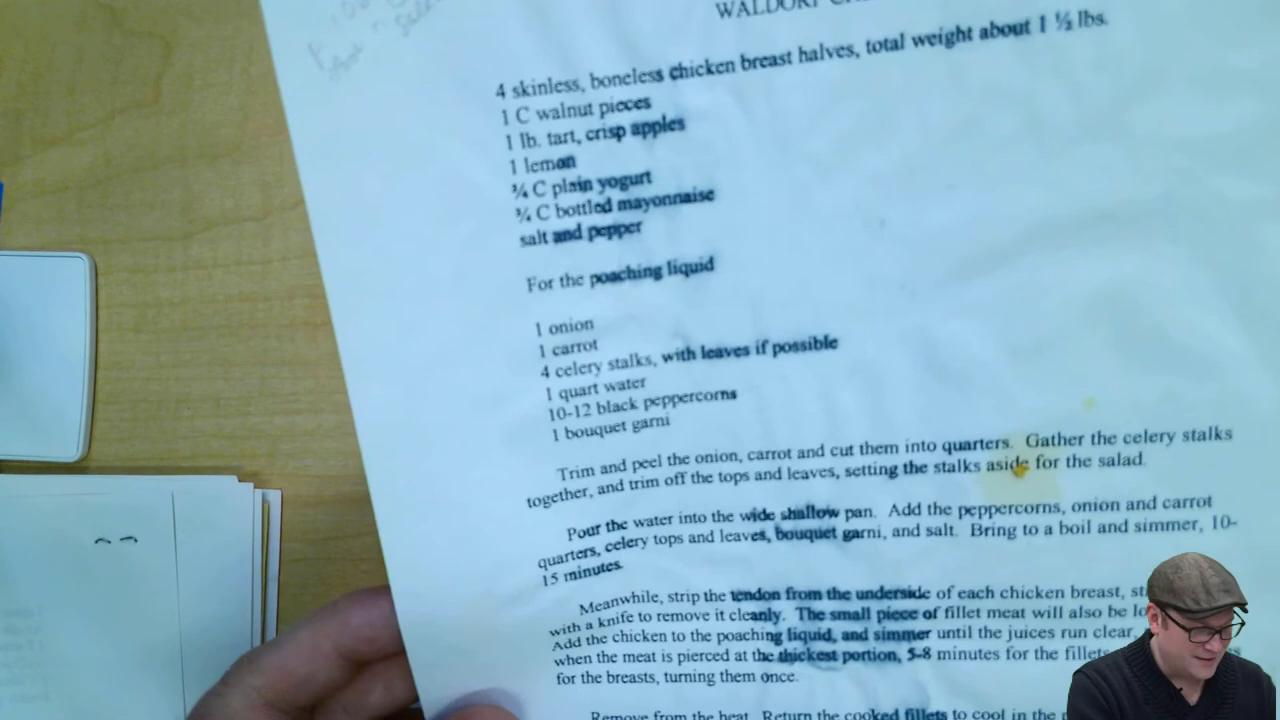 WALDORF
4 skinless, boneless chicken breast halves, total weight about 1 ½ lbs.
1 C walnut pieces
1 lb. tart, crisp apples
1 lemon
¾ C plain yogurt
¾ C bottled mayonnaise
salt and pepper
For the poaching liquid
1 onion
1 carrot
4 celery stalks, with leaves if possible
1 quart water
10-12 black peppercorns
1 bouquet garni
Trim and peel the onion, carrot and cut them into quarters. Gather the celery stalks
together, and trim off the tops and leaves, setting the stalks aside for the salad.
Pour the water into the wide shallow pan. Add the peppercorns, onion and carrot
quarters, celery tops and leaves, bouquet garni, and salt. Bring to a boil and simmer, 10-
15 minutes.
Meanwhile, strip the tendon from the underside of each chicken breast,
with a knife to remove it cleanly. The small piece of fillet meat will also be
Add the chicken to the poaching liquid, and simmer until the juices run clear,
when the meat is pierced at the thickest portion, 5-8 minutes for the fillets
for the breasts, turning them once.
Remove from the heat. Return the cooked fillets to cool in the